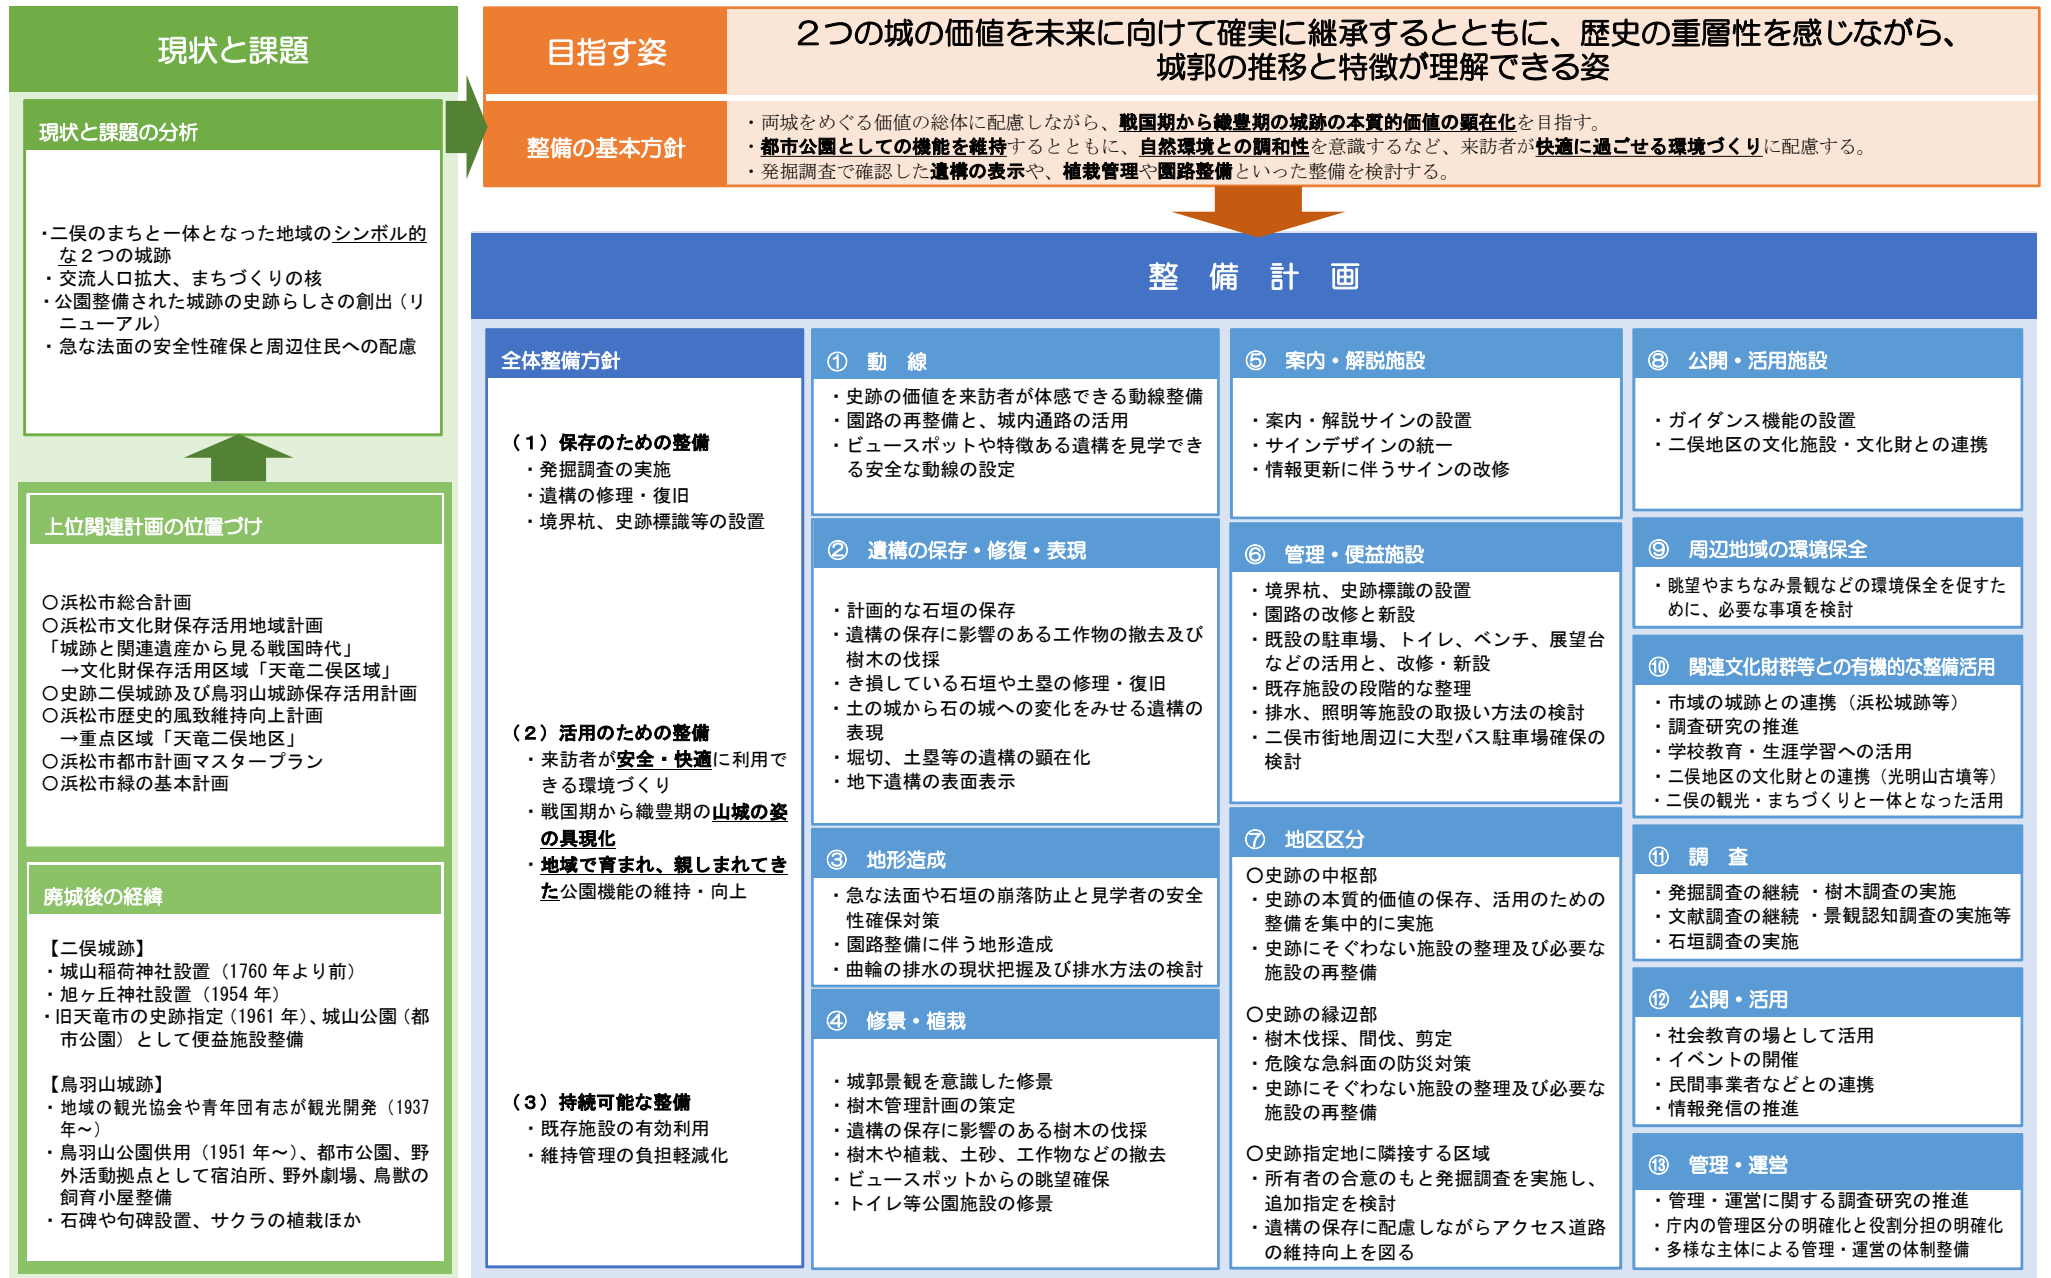 現状と課題
現状と課題の分析
・二俣のまちと一体となった地域のシンボル的
な２つの城跡
・交流人口拡大、まちづくりの核
・公園整備された城跡の史跡らしさの創出（リ
ニューアル）
・急な法面の安全性確保と周辺住民への配慮
上位関連計画の位置づけ
〇浜松市総合計画
〇浜松市文化財保存活用地域計画
「城跡と関連遺産から見る戦国時代」
→文化財保存活用区域「天竜二俣区域」
〇史跡二俣城跡及び鳥羽山城跡保存活用計画
〇浜松市歴史的風致維持向上計画
→重点区域「天竜二俣地区」
〇浜松市都市計画マスタープラン
〇浜松市緑の基本計画
廃城後の経緯
【二俣城跡】
・城山稲荷神社設置（1760 年より前）
・旭ヶ丘神社設置（1954 年）
・旧天竜市の史跡指定（1961 年）、城山公園（都
市公園）として便益施設整備
【鳥羽山城跡】
・地域の観光協会や青年団有志が観光開発（1937
年～）
・鳥羽山公園供用（1951 年～）、都市公園、野
外活動拠点として宿泊所、野外劇場、鳥獣の
飼育小屋整備
・石碑や句碑設置、サクラの植栽ほか
目指す姿
２つの城の価値を未来に向けて確実に継承するとともに、歴史の重層性を感じながら、
城郭の推移と特徴が理解できる姿
整備の基本方針
・両城をめぐる価値の総体に配慮しながら、戦国期から織豊期の城跡の本質的価値の顕在化を目指す。
・都市公園としての機能を維持するとともに、自然環境との調和性を意識するなど、来訪者が快適に過ごせる環境づくりに配慮する。
・発掘調査で確認した遺構の表示や、植栽管理や園路整備といった整備を検討する。
整 備 計 画
全体整備方針
（１）保存のための整備
・発掘調査の実施
・遺構の修理・復旧
・境界杭、史跡標識等の設置
（２）活用のための整備
・来訪者が安全・快適に利用で
きる環境づくり
・戦国期から織豊期の山城の姿
の具現化
・地域で育まれ、親しまれてき
た公園機能の維持・向上
（３）持続可能な整備
・既存施設の有効利用
・維持管理の負担軽減化
① 動 線
・史跡の価値を来訪者が体感できる動線整備
・園路の再整備と、城内通路の活用
・ビュースポットや特徴ある遺構を見学でき
る安全な動線の設定
② 遺構の保存・修復・表現
・計画的な石垣の保存
・遺構の保存に影響のある工作物の撤去及び
樹木の伐採
・き損している石垣や土塁の修理・復旧
・土の城から石の城への変化をみせる遺構の
表現
・堀切、土塁等の遺構の顕在化
・地下遺構の表面表示
③ 地形造成
・急な法面や石垣の崩落防止と見学者の安全
性確保対策
・園路整備に伴う地形造成
・曲輪の排水の現状把握及び排水方法の検討
④ 修景・植栽
・城郭景観を意識した修景
・樹木管理計画の策定
・遺構の保存に影響のある樹木の伐採
・樹木や植栽、土砂、工作物などの撤去
・ビュースポットからの眺望確保
・トイレ等公園施設の修景
⑤ 案内・解説施設
・案内・解説サインの設置
・サインデザインの統一
・情報更新に伴うサインの改修
⑥ 管理・便益施設
・境界杭、史跡標識の設置
・園路の改修と新設
・既設の駐車場、トイレ、ベンチ、展望台
などの活用と、改修・新設
・既存施設の段階的な整理
・排水、照明等施設の取扱い方法の検討
・二俣市街地周辺に大型バス駐車場確保の
検討
⑦ 地区区分
〇史跡の中枢部
・史跡の本質的価値の保存、活用のための
整備を集中的に実施
・史跡にそぐわない施設の整理及び必要な
施設の再整備
〇史跡の縁辺部
・樹木伐採、間伐、剪定
・危険な急斜面の防災対策
・史跡にそぐわない施設の整理及び必要な
施設の再整備
〇史跡指定地に隣接する区域
・所有者の合意のもと発掘調査を実施し、
追加指定を検討
・遺構の保存に配慮しながらアクセス道路
の維持向上を図る
⑧ 公開・活用施設
・ガイダンス機能の設置
・二俣地区の文化施設・文化財との連携
⑨ 周辺地域の環境保全
・眺望やまちなみ景観などの環境保全を促すた
めに、必要な事項を検討
⑩ 関連文化財群等との有機的な整備活用
・市域の城跡との連携（浜松城跡等）
・調査研究の推進
・学校教育・生涯学習への活用
・二俣地区の文化財との連携（光明山古墳等）
・二俣の観光・まちづくりと一体となった活用
⑪ 調 査
・発掘調査の継続 ・樹木調査の実施
・文献調査の継続 ・景観認知調査の実施等
・石垣調査の実施
⑫ 公開・活用
・社会教育の場として活用
・イベントの開催
・民間事業者などとの連携
・情報発信の推進
⑬ 管理・運営
・管理・運営に関する調査研究の推進
・庁内の管理区分の明確化と役割分担の明確化
・多様な主体による管理・運営の体制整備